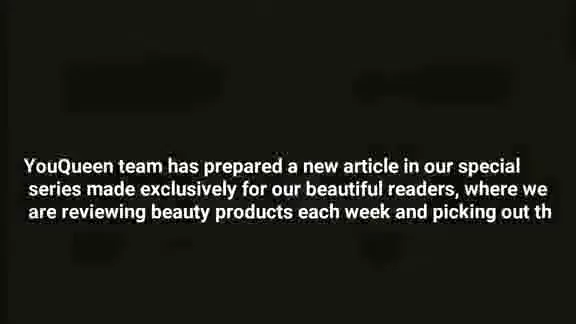 YouQueen team has prepared a new article in our special
series made exclusively for our beautiful readers, where we
are reviewing beauty products each week and picking out th